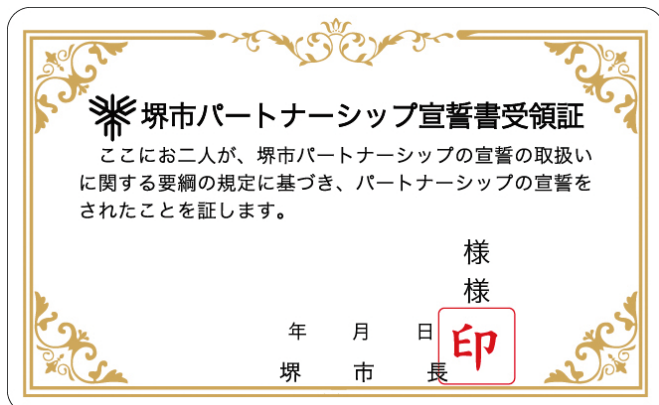 堺市パートナーシップ宣誓書受領証
ここにお二人が、堺市パートナーシップの宣誓の取扱い
に関する要綱の規定に基づき、パートナーシップの宣誓を
されたことを証します。
様
様
年 月 日
堺 市 長
印